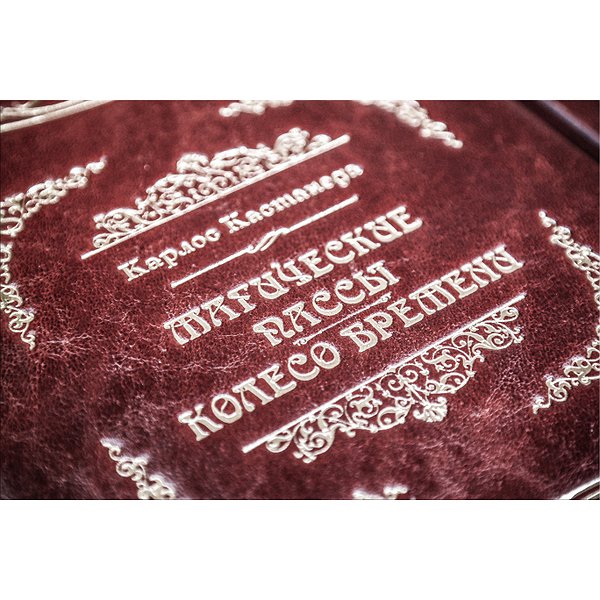 Карлос Кастанеда
МАГИЧЕСКИЕ
ПАССЫ
КОЛЕСО ВРЕМЕНИ